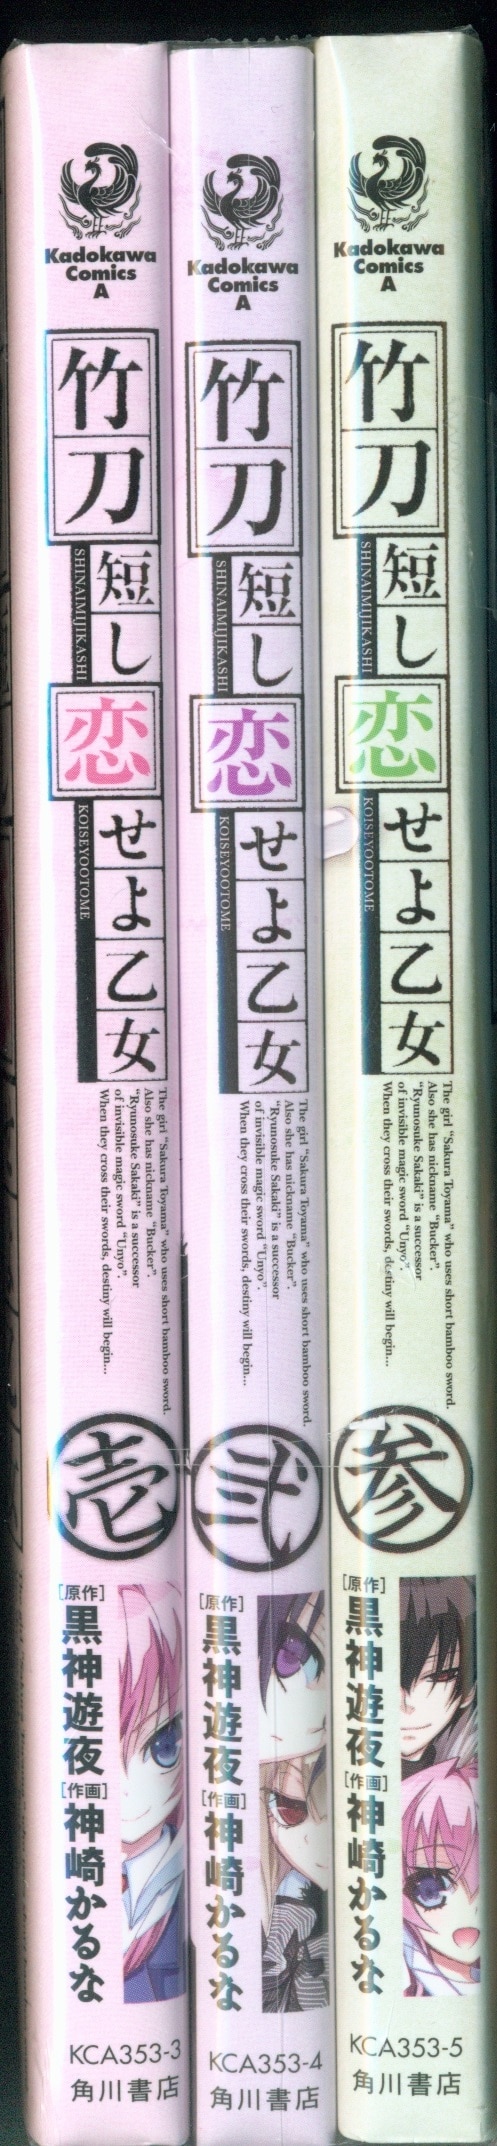 Kadokawa
Comics
A
竹刀
短し
SHINAIMIJIKASHI
恋
せよ乙女
KOISEYOOTOME
The girl "Sakura Toyama" who uses short bamboo sword.
Also she has nickname "Bucker".
"Ryunosuke Sakaki" is a successor
of invisible magic sword "Unyo".
When they cross their swords, destiny will begin...
壱
[原作]
黒神遊夜
[作画]
神崎かるな
KCA353-3
角川書店
Kadokawa
Comics
A
竹刀
短し
SHINAIMIJIKASHI
恋
せよ乙女
KOISEYOOTOME
The girl "Sakura Toyama" who uses short bamboo sword.
Also she has nickname "Bucker".
"Ryunosuke Sakaki" is a successor
of invisible magic sword "Unyo".
When they cross their swords, destiny will begin...
弐
[原作]
黒神遊夜
[作画]
神崎かるな
KCA353-4
角川書店
Kadokawa
Comics
A
竹刀
短し
SHINAIMIJIKASHI
恋
せよ乙女
KOISEYOOTOME
The girl "Sakura Toyama" who uses short bamboo sword.
Also she has nickname "Bucker".
"Ryunosuke Sakaki" is a successor
of invisible magic sword "Unyo".
When they cross their swords, destiny will begin...
参
[原作]
黒神遊夜
[作画]
神崎かるな
KCA353-5
角川書店